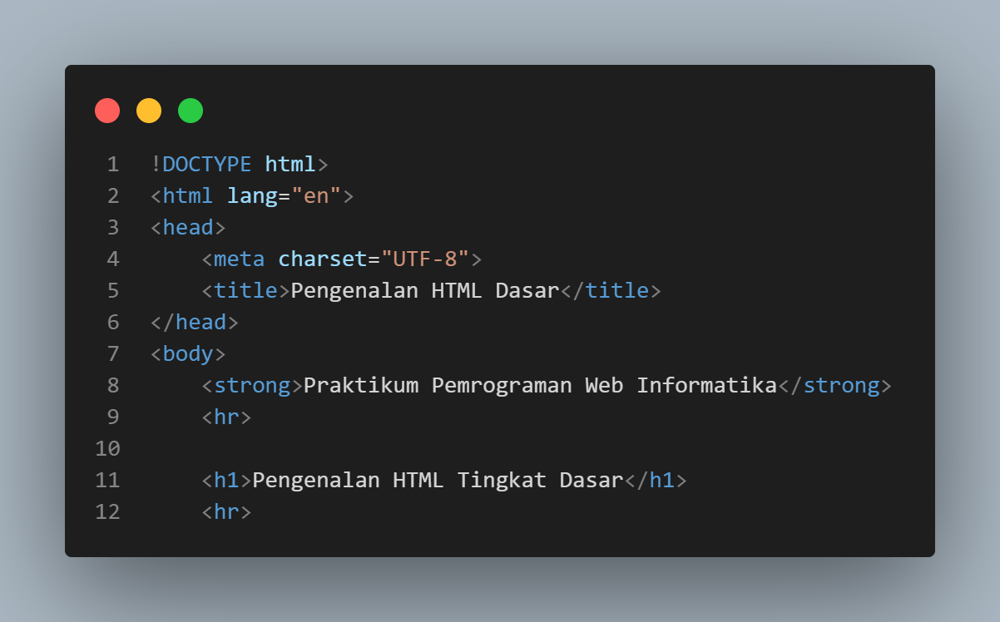 1 !DOCTYPE html>
2 <html lang="en">
3 <head>
4     <meta charset="UTF-8">
5     <title>Pengenalan HTML Dasar</title>
6 </head>
7 <body>
8     <strong>Praktikum Pemrograman Web Informatika</strong>
9     <hr>
10
11     <h1>Pengenalan HTML Tingkat Dasar</h1>
12     <hr>